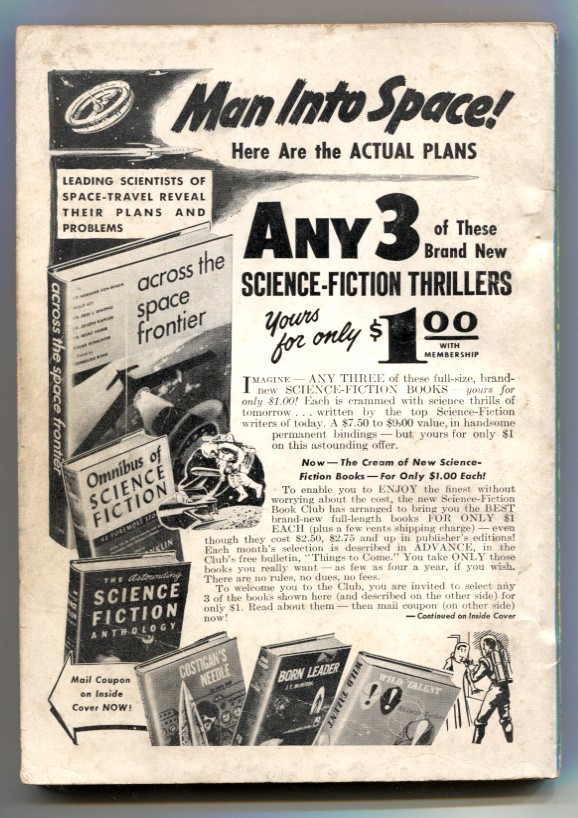 Man Into Space!
Here Are the ACTUAL PLANS
LEADING SCIENTISTS OF
SPACE-TRAVEL REVEAL
THEIR PLANS AND
PROBLEMS
ANY 3 of These
Brand New
SCIENCE-FICTION THRILLERS
Yours
for only $1.00
WITH
MEMBERSHIP
IMAGINE — ANY THREE of these full-size, brand-
new SCIENCE-FICTION BOOKS — yours for
only $1.00! Each is crammed with science thrills of
tomorrow . . . written by the top Science-Fiction
writers of today. A $7.50 to $9.00 value, in handsome
permanent bindings — but yours for only $1
on this astounding offer.
Now — The Cream of New Science-
Fiction Books — For Only $1.00 Each!
To enable you to ENJOY the finest without
worrying about the cost, the new Science-Fiction
Book Club has arranged to bring you the BEST
brand-new full-length books FOR ONLY $1
EACH (plus a few cents shipping charge) — even
though they cost $2.50, $2.75 and up in publisher's editions!
Each month's selection is described in ADVANCE, in the
Club's free bulletin, "Things to Come." You take ONLY those
books you really want — as few as four a year, if you wish.
There are no rules, no dues, no fees.
To welcome you to the Club, you are invited to select any
3 of the books shown here (and described on the other side) for
only $1. Read about them — then mail coupon (on other side)
now!
— Continued on Inside Cover
across the
space
frontier
across the space frontier
Omnibus of
SCIENCE
FICTION
THE Astounding
SCIENCE
FICTION
ANTHOLOGY
Mail Coupon
on Inside
Cover NOW!
COSTIGAN'S
NEEDLE
BORN LEADER
J. T. McINTOSH
WILD TALENT
WILD TALENT